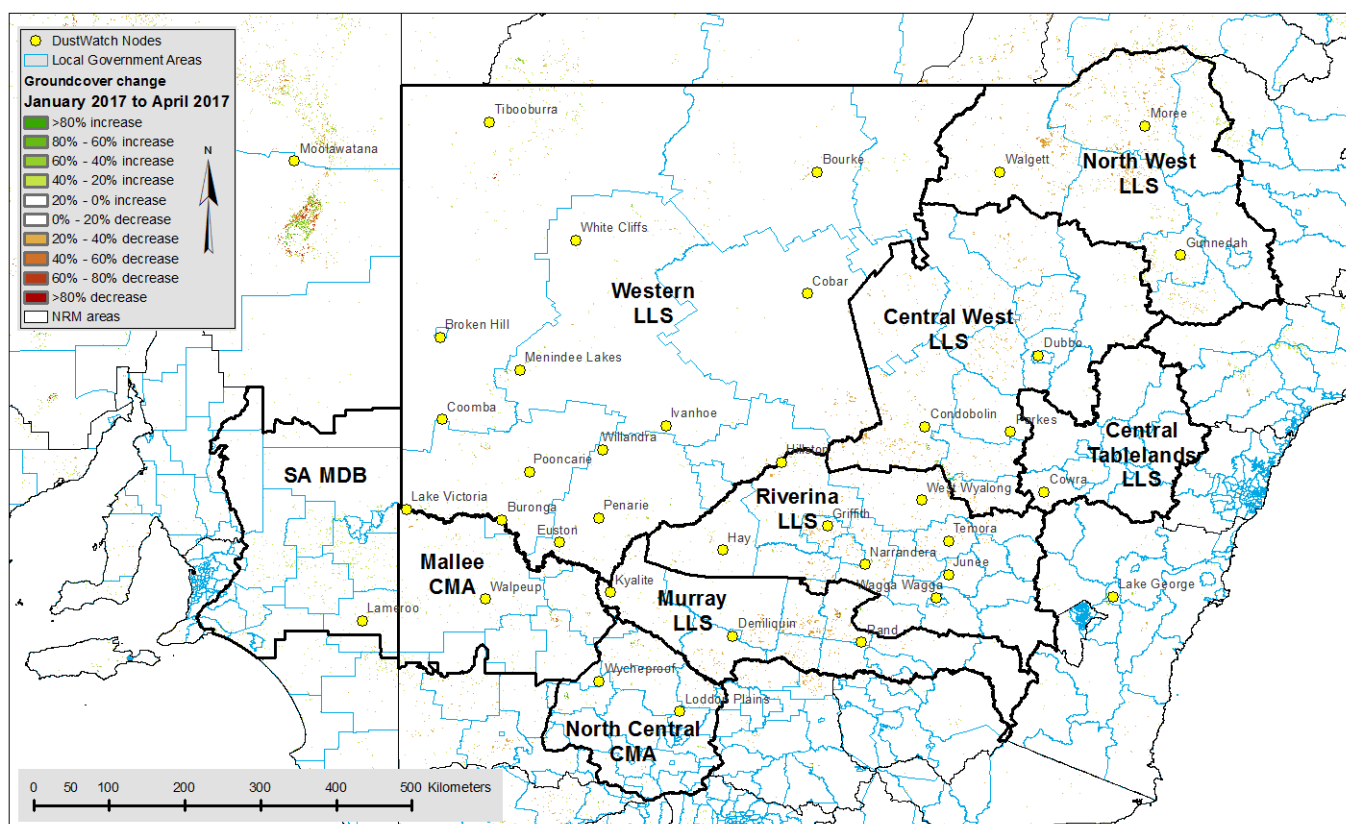 DustWatch Nodes
Local Government Areas
Groundcover change
January 2017 to April 2017
>80% increase
80% - 60% increase
60% - 40% increase
40% - 20% increase
20% - 0% increase
0% - 20% decrease
20% - 40% decrease
40% - 60% decrease
60% - 80% decrease
>80% decrease
NRM areas
N
Tibooburra
Moree
Moolawatana
Bourke
Walgett
North West
LLS
White Cliffs
Gunnedah
Cobar
Western
LLS
Central West
LLS
Broken Hill
Dubbo
Menindee Lakes
Coomba
Ivanhoe
Condobolin
Parkes
Central
Tablelands
LLS
Willandra
Hillston
Pooncarie
SA MDB
Lake Victoria
Buronga
Penarie
Riverina
LLS
West Wyalong
Cowra
Griffith
Euston
Hay
Temora
Mallee
CMA
Narrandera
Junee
Kyalite
Walpeup
Murray
LLS
Wagga Wagga
Lake George
Lameroo
Deniliquin
Rand
Wycheproof
Loddon Plains
North Central
CMA
0 50 100 200 300 400 500 Kilometers